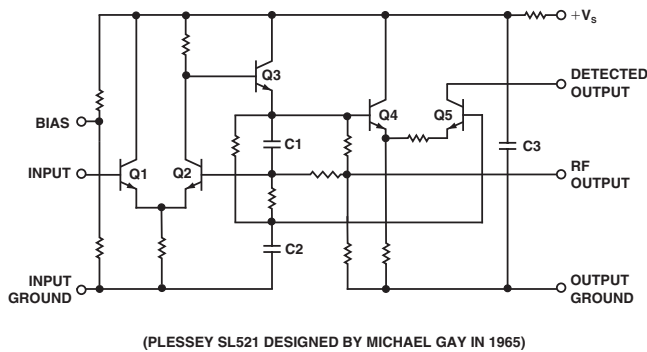 +Vs
Q3
DETECTED
OUTPUT
Q4
Q5
BIAS
C1
C3
INPUT
Q1
Q2
RF
OUTPUT
C2
INPUT
GROUND
OUTPUT
GROUND
(PLESSEY SL521 DESIGNED BY MICHAEL GAY IN 1965)